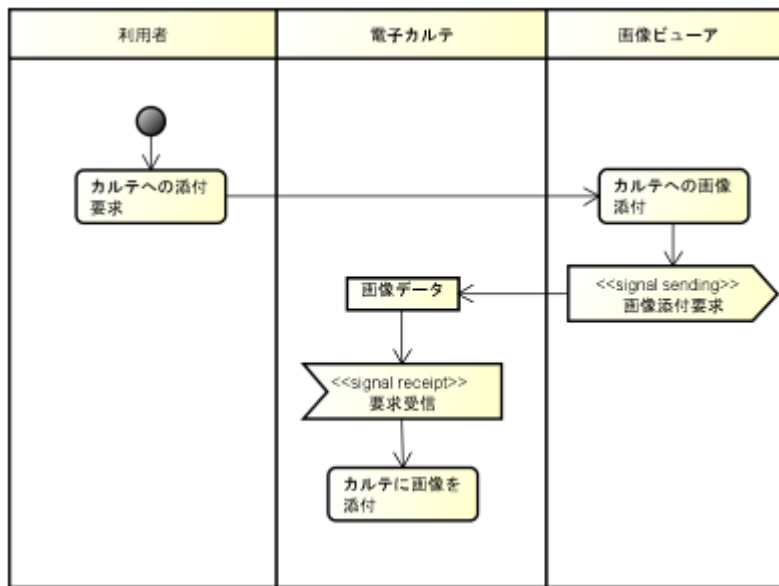 利用者
電子カルテ
画像ビューア
カルテへの添付
要求
カルテへの画像
添付
<<signal sending>>
画像添付要求
画像データ
<<signal receipt>>
要求受信
カルテに画像を
添付